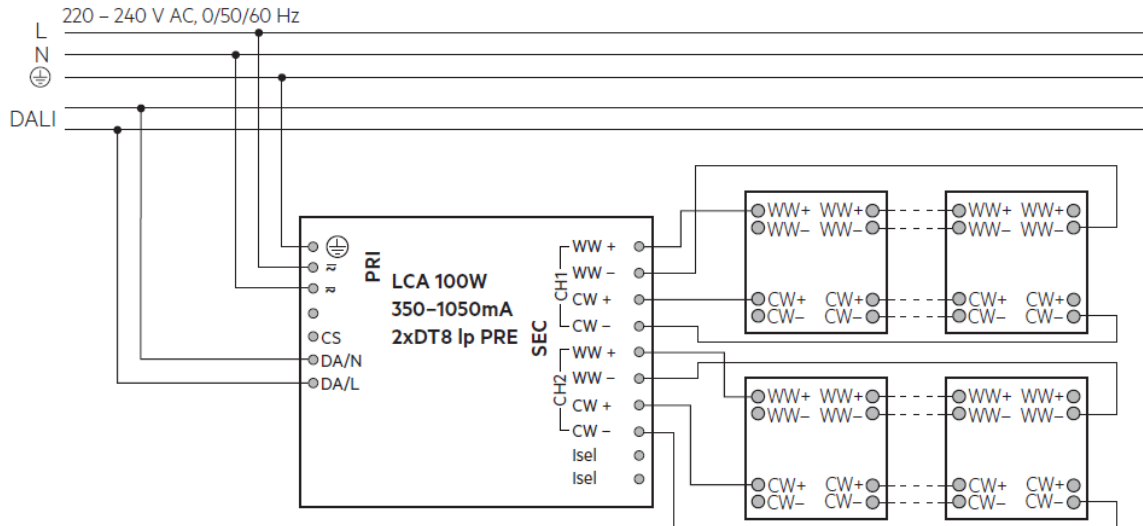 220 – 240 V AC, 0/50/60 Hz
L
N
DALI
PRI
LCA 100W
350–1050mA
2xDT8 lp PRE
SEC
~
~
CS
DA/N
DA/L
CH1
WW +
WW –
CW +
CW –
CH2
WW +
WW –
CW +
CW –
Isel
Isel
WW+ WW+
WW– WW–
CW+ CW+
CW– CW–
WW+ WW+
WW– WW–
CW+ CW+
CW– CW–
WW+ WW+
WW– WW–
CW+ CW+
CW– CW–
WW+ WW+
WW– WW–
CW+ CW+
CW– CW–